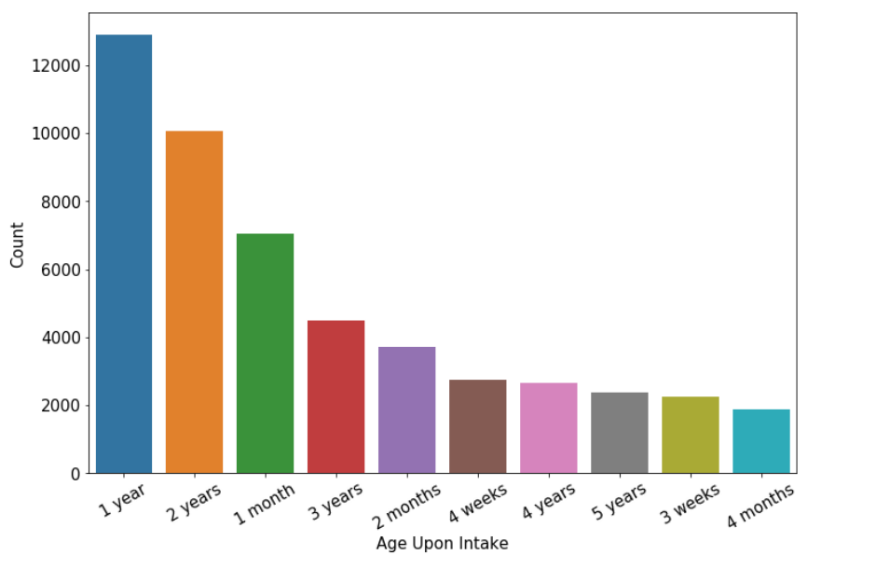 12000
10000
8000
6000
4000
2000
0
Count
1 year
2 years
1 month
3 years
2 months
4 weeks
4 years
5 years
3 weeks
4 months
Age Upon Intake